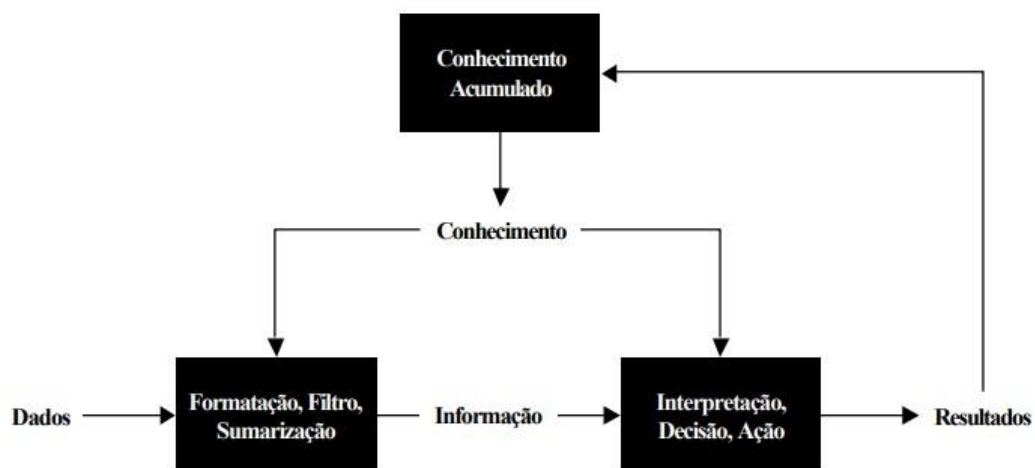 Conhecimento
Acumulado
Conhecimento
Dados
Formatação, Filtro,
Sumarização
Informação
Interpretação,
Decisão, Ação
Resultados